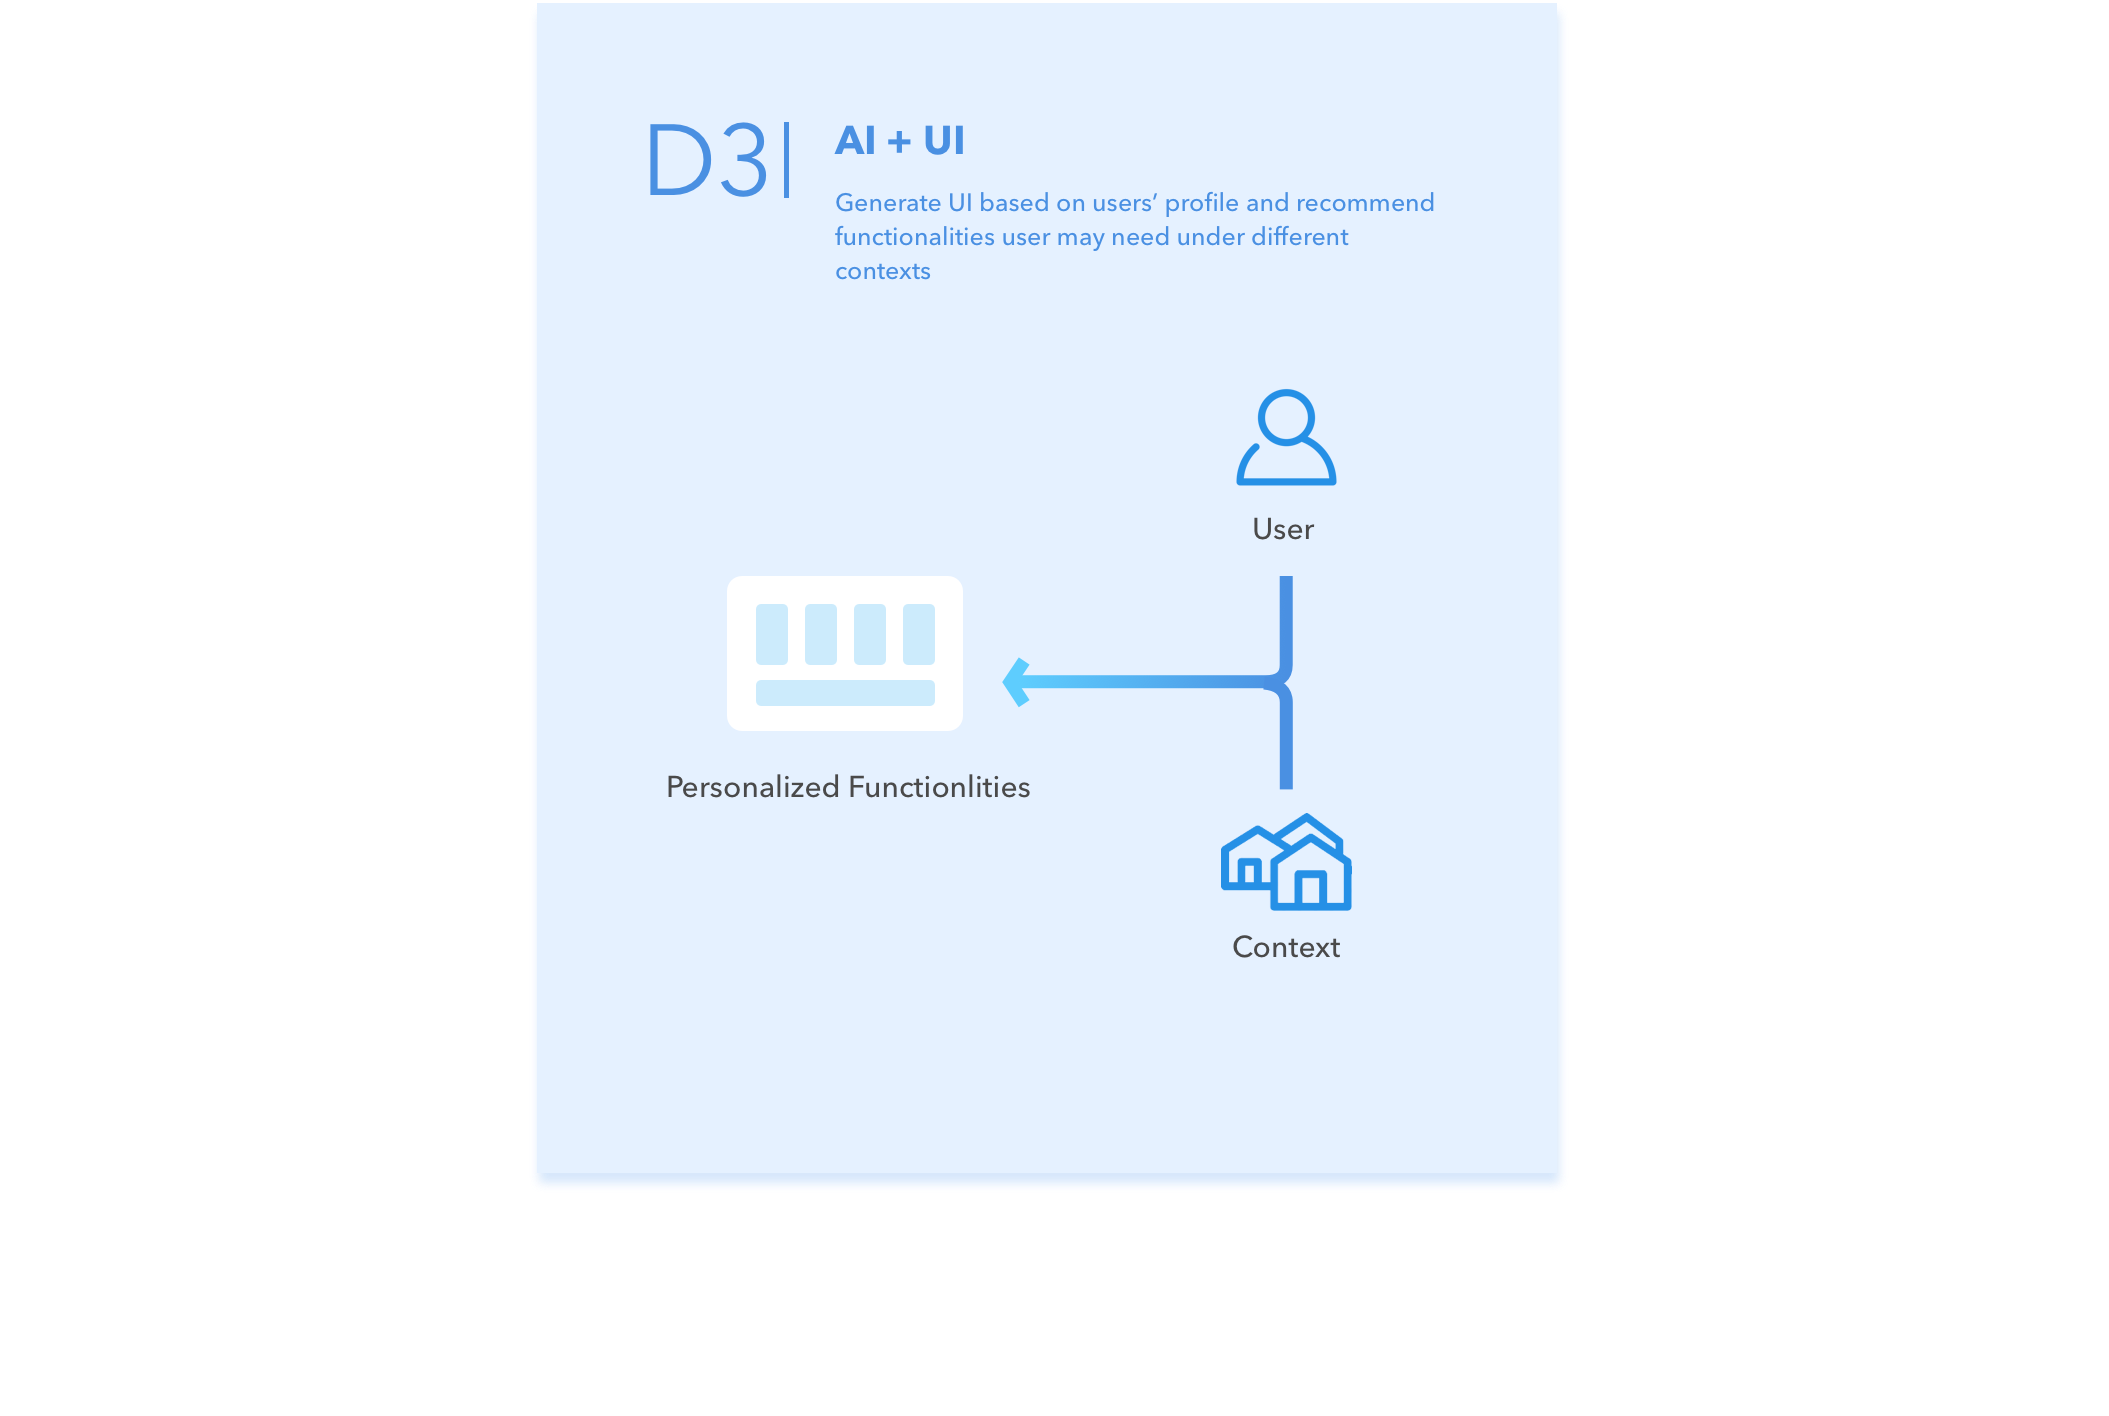 D3
AI + UI
Generate UI based on users’ profile and recommend
functionalities user may need under different
contexts
User
Personalized Functionlities
Context